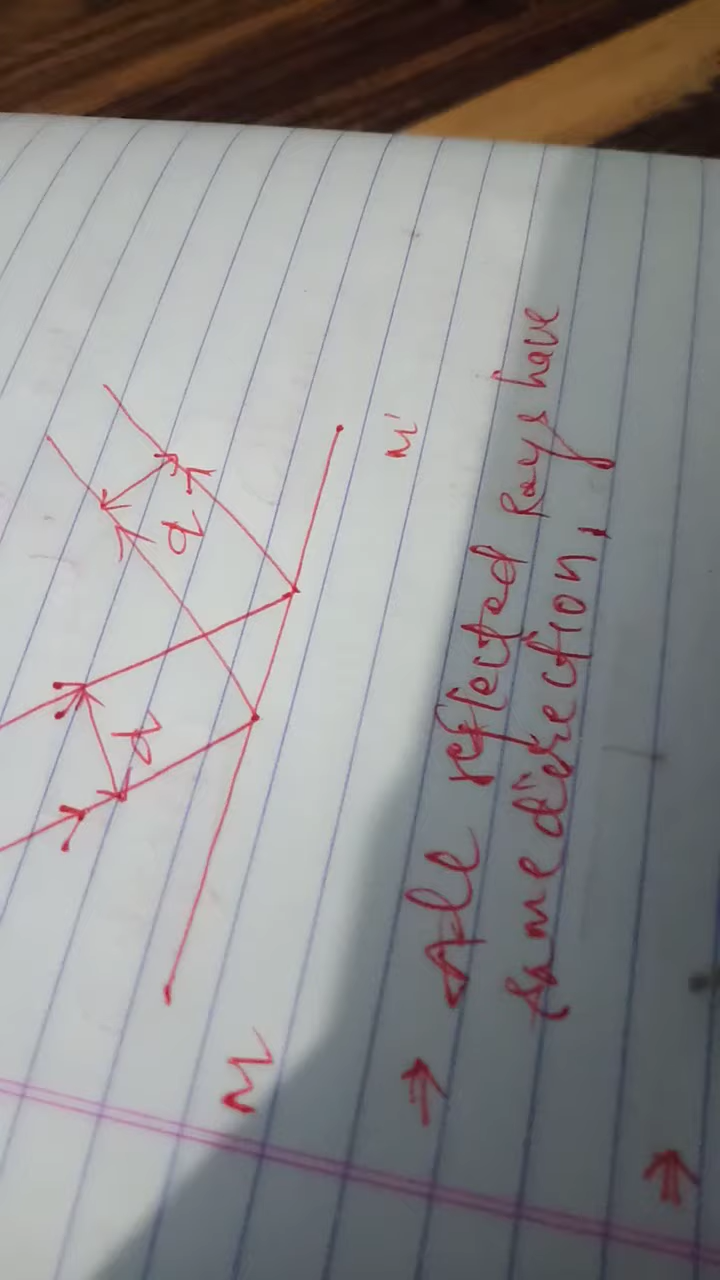 d
d
M
M'
⇒ All reflected Rays have
same direction,
⇒